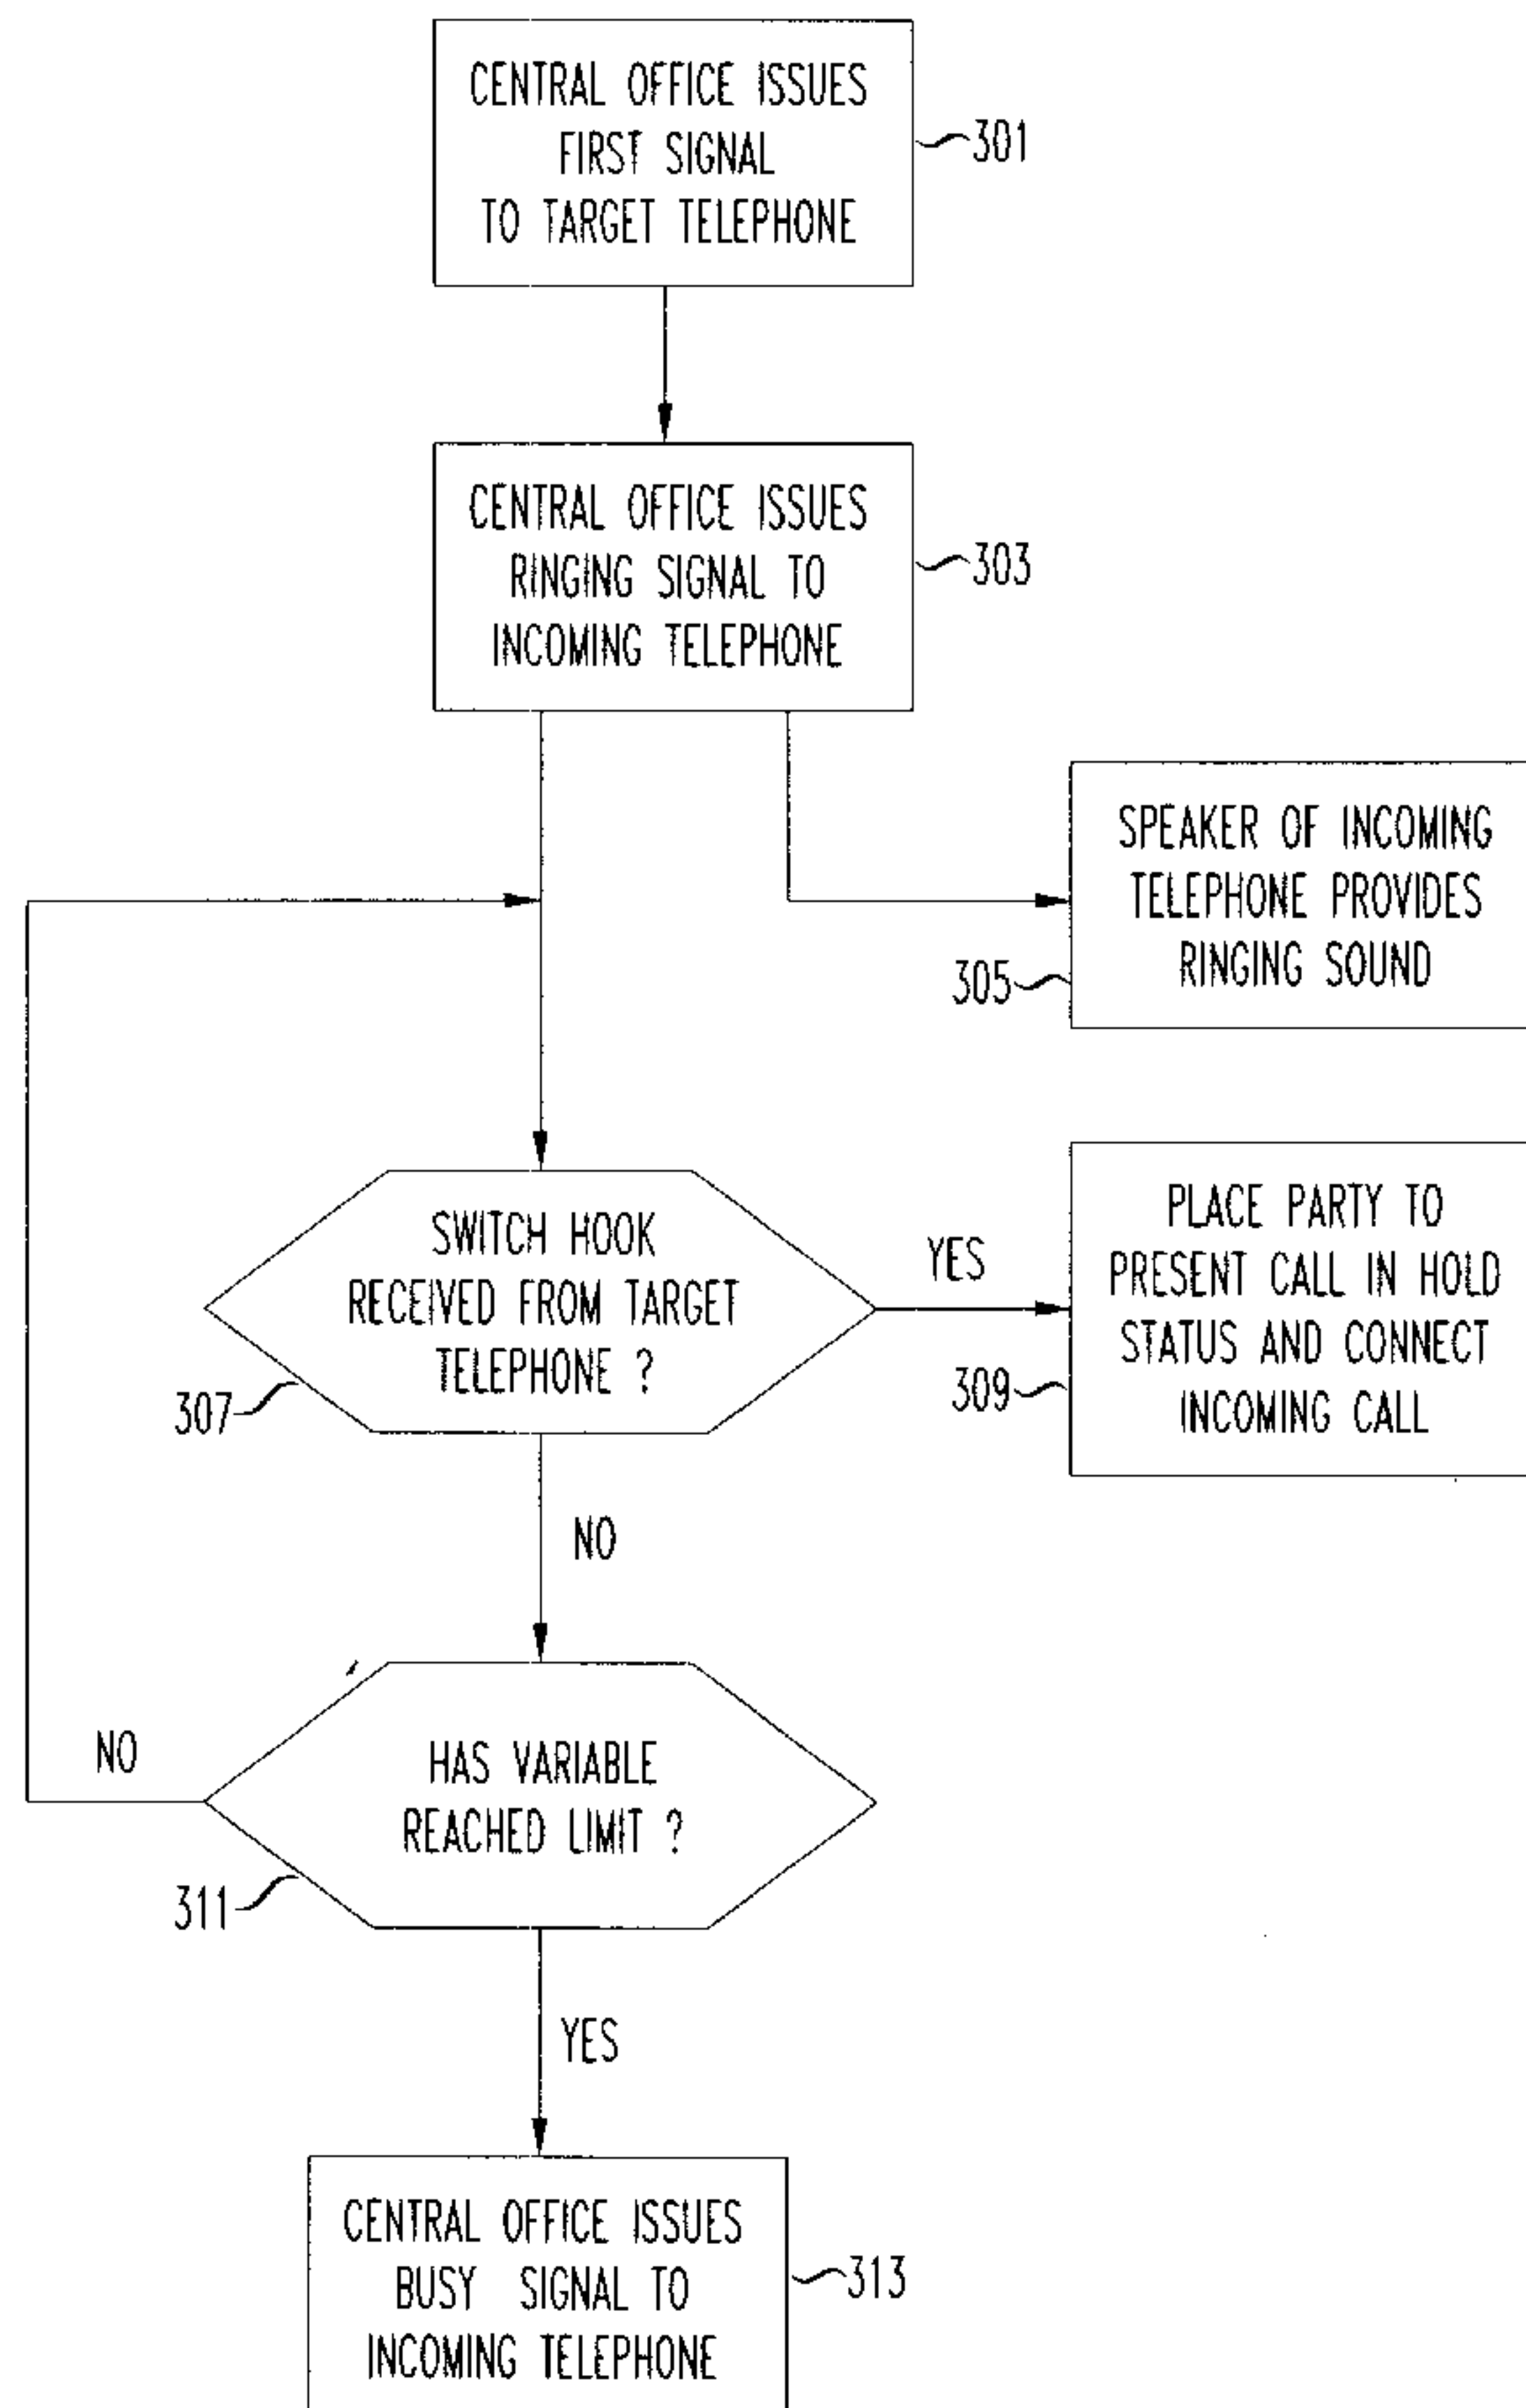 CENTRAL OFFICE ISSUES
FIRST SIGNAL
TO TARGET TELEPHONE
301
CENTRAL OFFICE ISSUES
RINGING SIGNAL TO
INCOMING TELEPHONE
303
SPEAKER OF INCOMING
TELEPHONE PROVIDES
RINGING SOUND
305
SWITCH HOOK
RECEIVED FROM TARGET
TELEPHONE ?
307
YES
PLACE PARTY TO
PRESENT CALL IN HOLD
STATUS AND CONNECT
INCOMING CALL
309
NO
HAS VARIABLE
REACHED LIMIT ?
311
NO
YES
CENTRAL OFFICE ISSUES
BUSY SIGNAL TO
INCOMING TELEPHONE
313